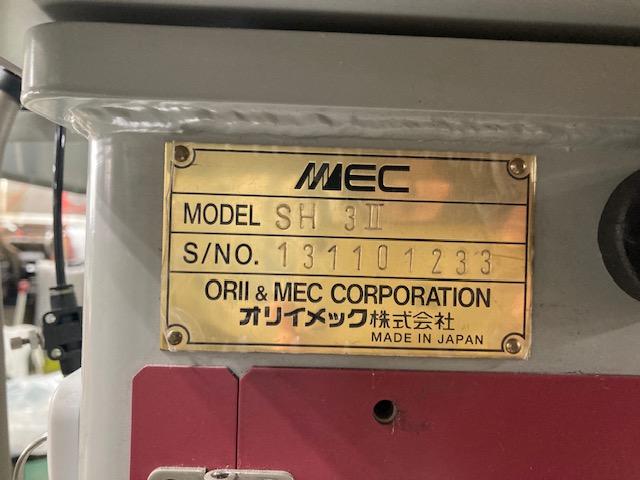 MEC
MODEL SH 3II
S/NO. 131101233
ORII & MEC CORPORATION
オリイメック株式会社
MADE IN JAPAN